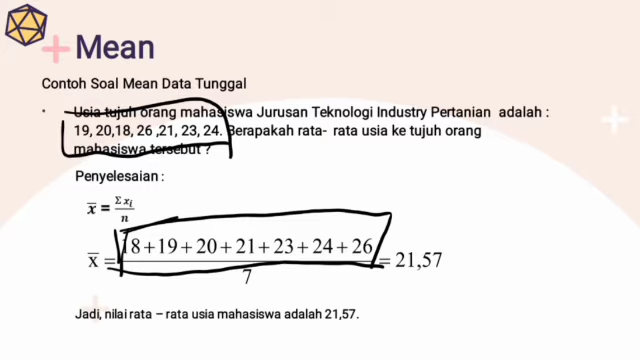 Mean
Contoh Soal Mean Data Tunggal
• Usia tujuh orang mahasiswa Jurusan Teknologi Industry Pertanian adalah :
19, 20,18, 26 ,21, 23, 24. Berapakah rata- rata usia ke tujuh orang
mahasiswa tersebut ?
Penyelesaian :
x̅ = Σ xᵢ / n
x̅ = 18 + 19 + 20 + 21 + 23 + 24 + 26 / 7 = 21,57
Jadi, nilai rata – rata usia mahasiswa adalah 21,57.